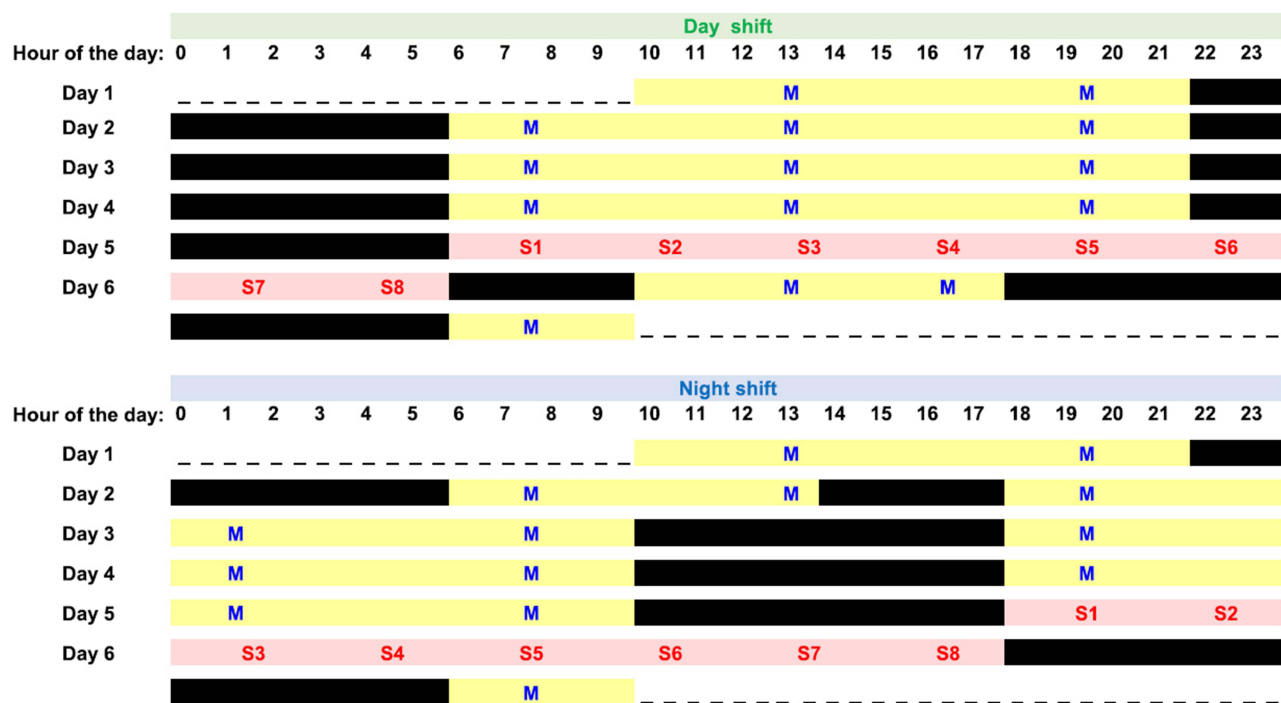 Day shift
Hour of the day: 0 1 2 3 4 5 6 7 8 9 10 11 12 13 14 15 16 17 18 19 20 21 22 23
Day 1 M M
Day 2 M M M
Day 3 M M M
Day 4 M M M
Day 5 S1 S2 S3 S4 S5 S6
Day 6 S7 S8 M M
M
Night shift
Hour of the day: 0 1 2 3 4 5 6 7 8 9 10 11 12 13 14 15 16 17 18 19 20 21 22 23
Day 1 M M
Day 2 M M M
Day 3 M M M
Day 4 M M M
Day 5 M M S1 S2
Day 6 S3 S4 S5 S6 S7 S8
M